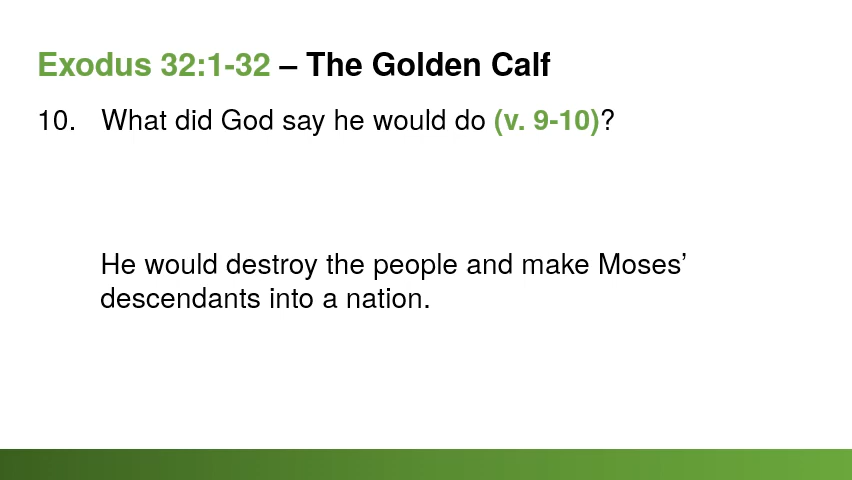 Exodus 32:1-32 – The Golden Calf
10. What did God say he would do (v. 9-10)?
He would destroy the people and make Moses’
descendants into a nation.